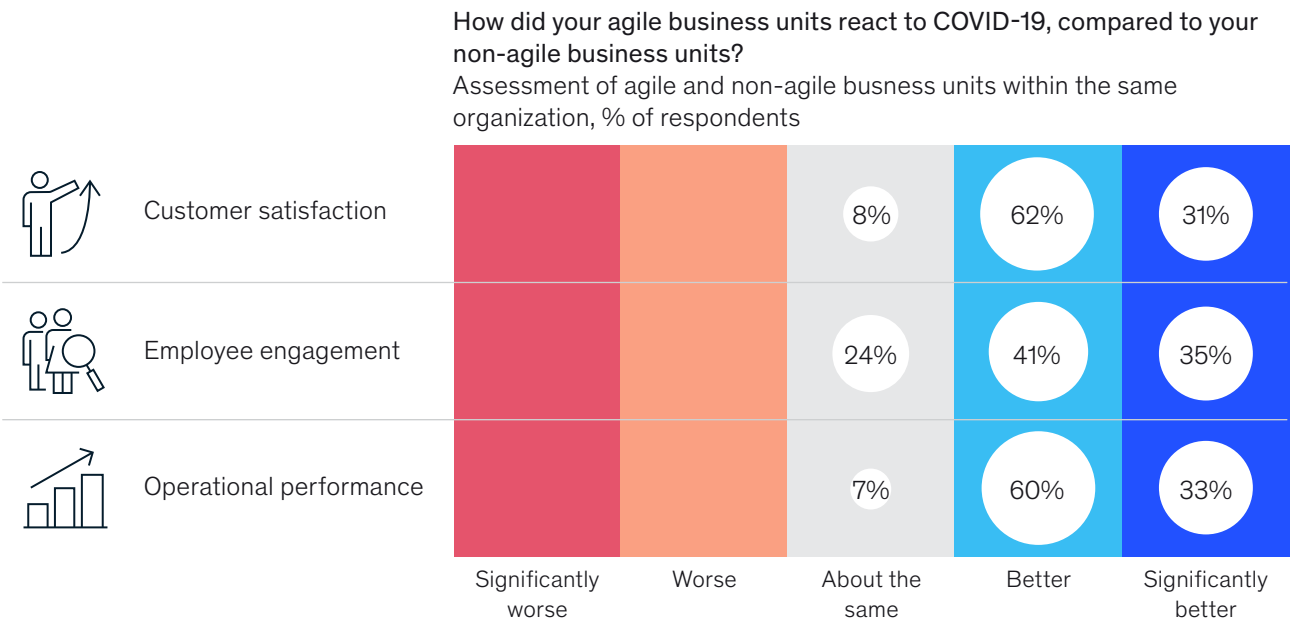 How did your agile business units react to COVID-19, compared to your
non-agile business units?
Assessment of agile and non-agile busness units within the same
organization, % of respondents
Customer satisfaction
8%
62%
31%
Employee engagement
24%
41%
35%
Operational performance
7%
60%
33%
Significantly
worse
Worse
About the
same
Better
Significantly
better